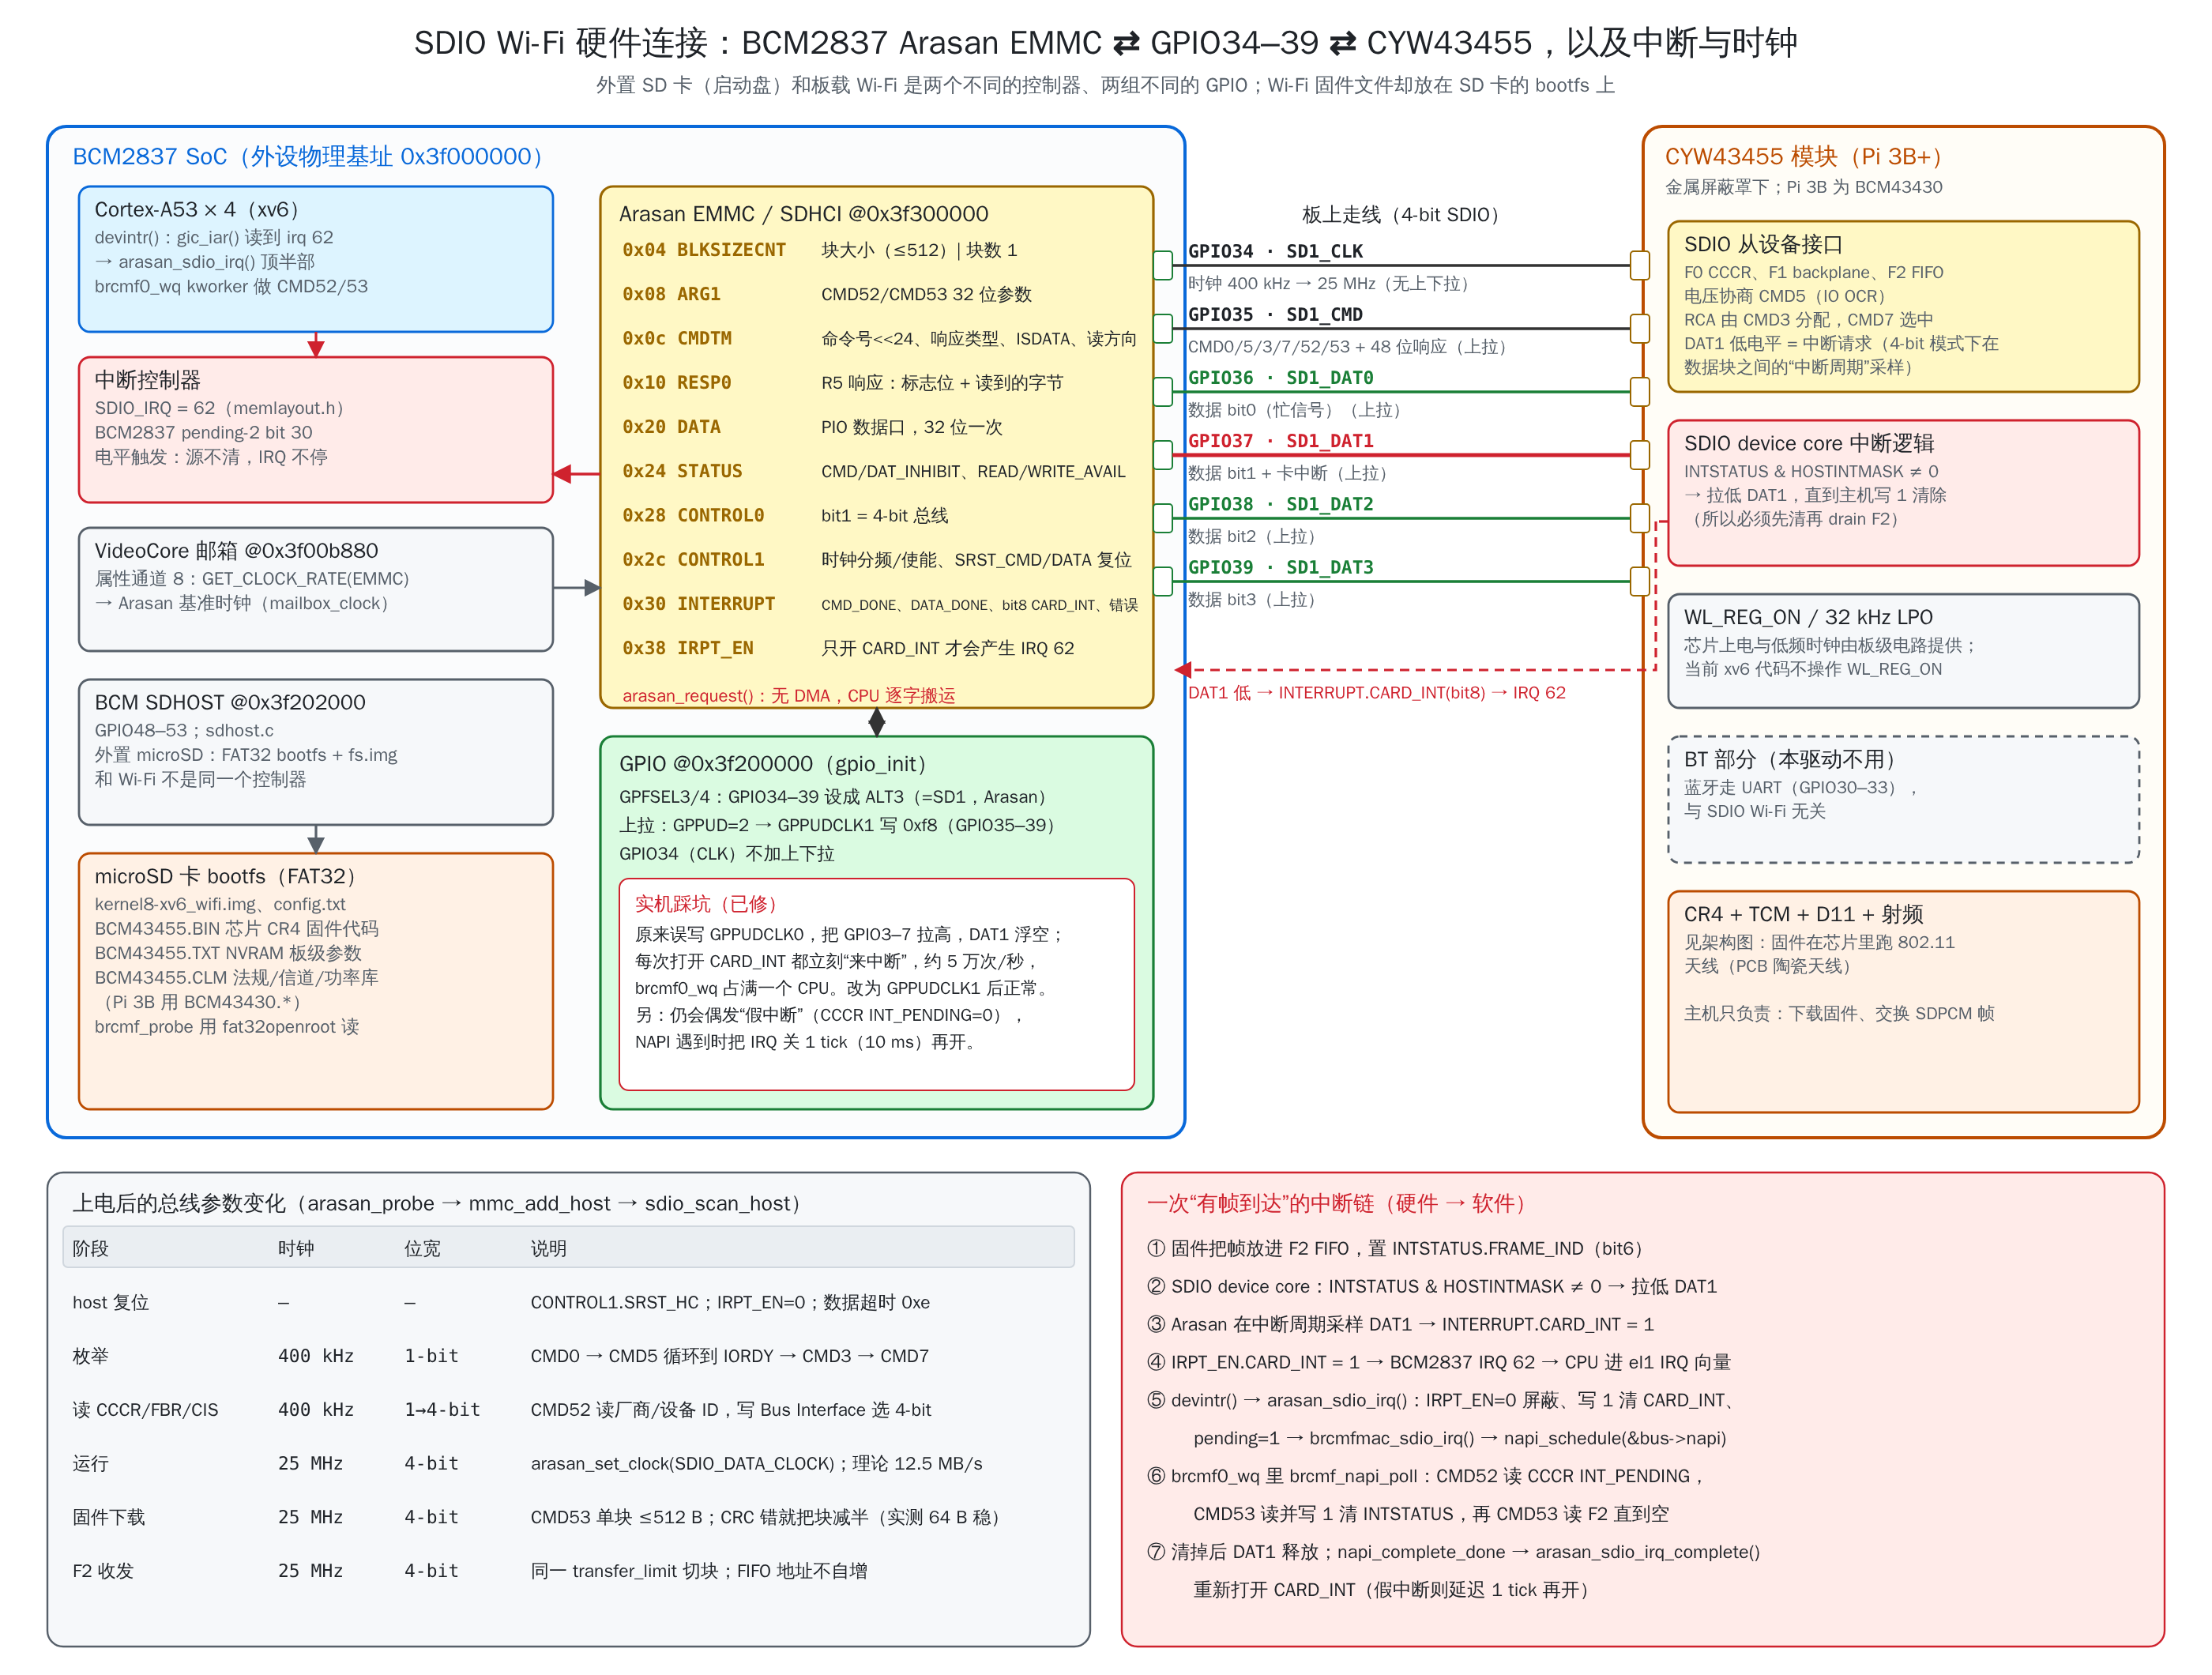 SDIO Wi-Fi 硬件连接：BCM2837 Arasan EMMC ⇄ GPIO34–39 ⇄ CYW43455，以及中断与时钟
外置 SD 卡（启动盘）和板载 Wi-Fi 是两个不同的控制器、两组不同的 GPIO；Wi-Fi 固件文件却放在 SD 卡的 bootfs 上
BCM2837 SoC（外设物理基址 0x3f000000）
Cortex-A53 × 4（xv6）
devintr()：gic_iar() 读到 irq 62
→ arasan_sdio_irq() 顶半部
brcmf0_wq kworker 做 CMD52/53
中断控制器
SDIO_IRQ = 62（memlayout.h）
BCM2837 pending-2 bit 30
电平触发：源不清，IRQ 不停
VideoCore 邮箱 @0x3f00b880
属性通道 8：GET_CLOCK_RATE(EMMC)
→ Arasan 基准时钟（mailbox_clock）
BCM SDHOST @0x3f202000
GPIO48–53；sdhost.c
外置 microSD：FAT32 bootfs + fs.img
和 Wi-Fi 不是同一个控制器
microSD 卡 bootfs（FAT32）
kernel8-xv6_wifi.img、config.txt
BCM43455.BIN 芯片 CR4 固件代码
BCM43455.TXT NVRAM 板级参数
BCM43455.CLM 法规/信道/功率库
（Pi 3B 用 BCM43430.*）
brcmf_probe 用 fat32openroot 读
Arasan EMMC / SDHCI @0x3f300000
0x04 BLKSIZECNT 块大小（≤512）| 块数 1
0x08 ARG1 CMD52/CMD53 32 位参数
0x0c CMDTM 命令号<<24、响应类型、ISDATA、读方向
0x10 RESP0 R5 响应：标志位 + 读到的字节
0x20 DATA PIO 数据口，32 位一次
0x24 STATUS CMD/DAT_INHIBIT、READ/WRITE_AVAIL
0x28 CONTROL0 bit1 = 4-bit 总线
0x2c CONTROL1 时钟分频/使能、SRST_CMD/DATA 复位
0x30 INTERRUPT CMD_DONE、DATA_DONE、bit8 CARD_INT、错误
0x38 IRPT_EN 只开 CARD_INT 才会产生 IRQ 62
arasan_request()：无 DMA，CPU 逐字搬运
GPIO @0x3f200000（gpio_init）
GPFSEL3/4：GPIO34–39 设成 ALT3（=SD1，Arasan）
上拉：GPPUD=2 → GPPUDCLK1 写 0xf8（GPIO35–39）
GPIO34（CLK）不加上下拉
实机踩坑（已修）
原来误写 GPPUDCLK0，把 GPIO3–7 拉高，DAT1 浮空；
每次打开 CARD_INT 都立刻“来中断”，约 5 万次/秒，
brcmf0_wq 占满一个 CPU。改为 GPPUDCLK1 后正常。
另：仍会偶发“假中断”（CCCR INT_PENDING=0），
NAPI 遇到时把 IRQ 关 1 tick（10 ms）再开。
板上走线（4-bit SDIO）
GPIO34 · SD1_CLK
时钟 400 kHz → 25 MHz（无上下拉）
GPIO35 · SD1_CMD
CMD0/5/3/7/52/53 + 48 位响应（上拉）
GPIO36 · SD1_DAT0
数据 bit0（忙信号）（上拉）
GPIO37 · SD1_DAT1
数据 bit1 + 卡中断（上拉）
GPIO38 · SD1_DAT2
数据 bit2（上拉）
GPIO39 · SD1_DAT3
数据 bit3（上拉）
DAT1 低 → INTERRUPT.CARD_INT(bit8) → IRQ 62
CYW43455 模块（Pi 3B+）
金属屏蔽罩下；Pi 3B 为 BCM43430
SDIO 从设备接口
F0 CCCR、F1 backplane、F2 FIFO
电压协商 CMD5（IO OCR）
RCA 由 CMD3 分配，CMD7 选中
DAT1 低电平 = 中断请求（4-bit 模式下在
数据块之间的“中断周期”采样）
SDIO device core 中断逻辑
INTSTATUS & HOSTINTMASK ≠ 0
→ 拉低 DAT1，直到主机写 1 清除
（所以必须先清再 drain F2）
WL_REG_ON / 32 kHz LPO
芯片上电与低频时钟由板级电路提供；
当前 xv6 代码不操作 WL_REG_ON
BT 部分（本驱动不用）
蓝牙走 UART（GPIO30–33），
与 SDIO Wi-Fi 无关
CR4 + TCM + D11 + 射频
见架构图：固件在芯片里跑 802.11
天线（PCB 陶瓷天线）
主机只负责：下载固件、交换 SDPCM 帧
上电后的总线参数变化（arasan_probe → mmc_add_host → sdio_scan_host）
阶段 时钟 位宽 说明
host 复位 — — CONTROL1.SRST_HC；IRPT_EN=0；数据超时 0xe
枚举 400 kHz 1-bit CMD0 → CMD5 循环到 IORDY → CMD3 → CMD7
读 CCCR/FBR/CIS 400 kHz 1→4-bit CMD52 读厂商/设备 ID，写 Bus Interface 选 4-bit
运行 25 MHz 4-bit arasan_set_clock(SDIO_DATA_CLOCK)；理论 12.5 MB/s
固件下载 25 MHz 4-bit CMD53 单块 ≤512 B；CRC 错就把块减半（实测 64 B 稳）
F2 收发 25 MHz 4-bit 同一 transfer_limit 切块；FIFO 地址不自增
一次“有帧到达”的中断链（硬件 → 软件）
① 固件把帧放进 F2 FIFO，置 INTSTATUS.FRAME_IND（bit6）
② SDIO device core：INTSTATUS & HOSTINTMASK ≠ 0 → 拉低 DAT1
③ Arasan 在中断周期采样 DAT1 → INTERRUPT.CARD_INT = 1
④ IRPT_EN.CARD_INT = 1 → BCM2837 IRQ 62 → CPU 进 el1 IRQ 向量
⑤ devintr() → arasan_sdio_irq()：IRPT_EN=0 屏蔽、写 1 清 CARD_INT、
pending=1 → brcmfmac_sdio_irq() → napi_schedule(&bus->napi)
⑥ brcmf0_wq 里 brcmf_napi_poll：CMD52 读 CCCR INT_PENDING，
CMD53 读并写 1 清 INTSTATUS，再 CMD53 读 F2 直到空
⑦ 清掉后 DAT1 释放；napi_complete_done → arasan_sdio_irq_complete()
重新打开 CARD_INT（假中断则延迟 1 tick 再开）